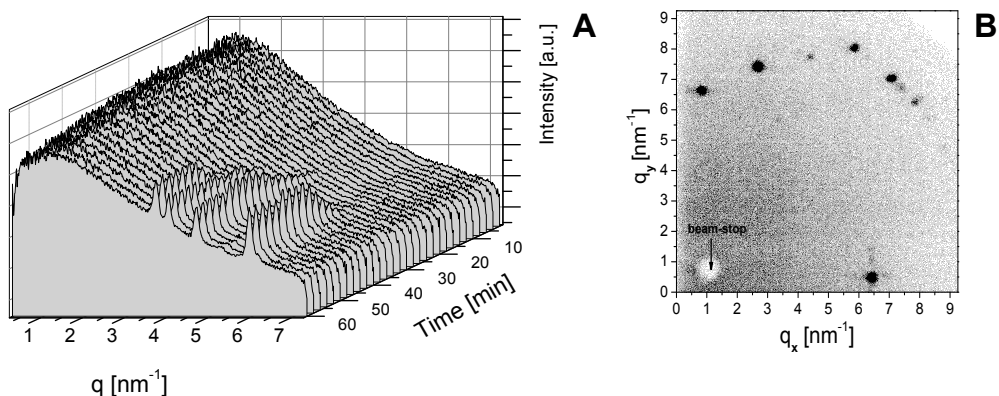 A
Intensity [a.u.]
10
20
30
40
50
60
Time [min]
1 2 3 4 5 6 7
q [nm⁻¹]
B
9
8
7
6
5
4
3
2
1
0
q_y [nm⁻¹]
beam-stop
0 1 2 3 4 5 6 7 8 9
q_x [nm⁻¹]